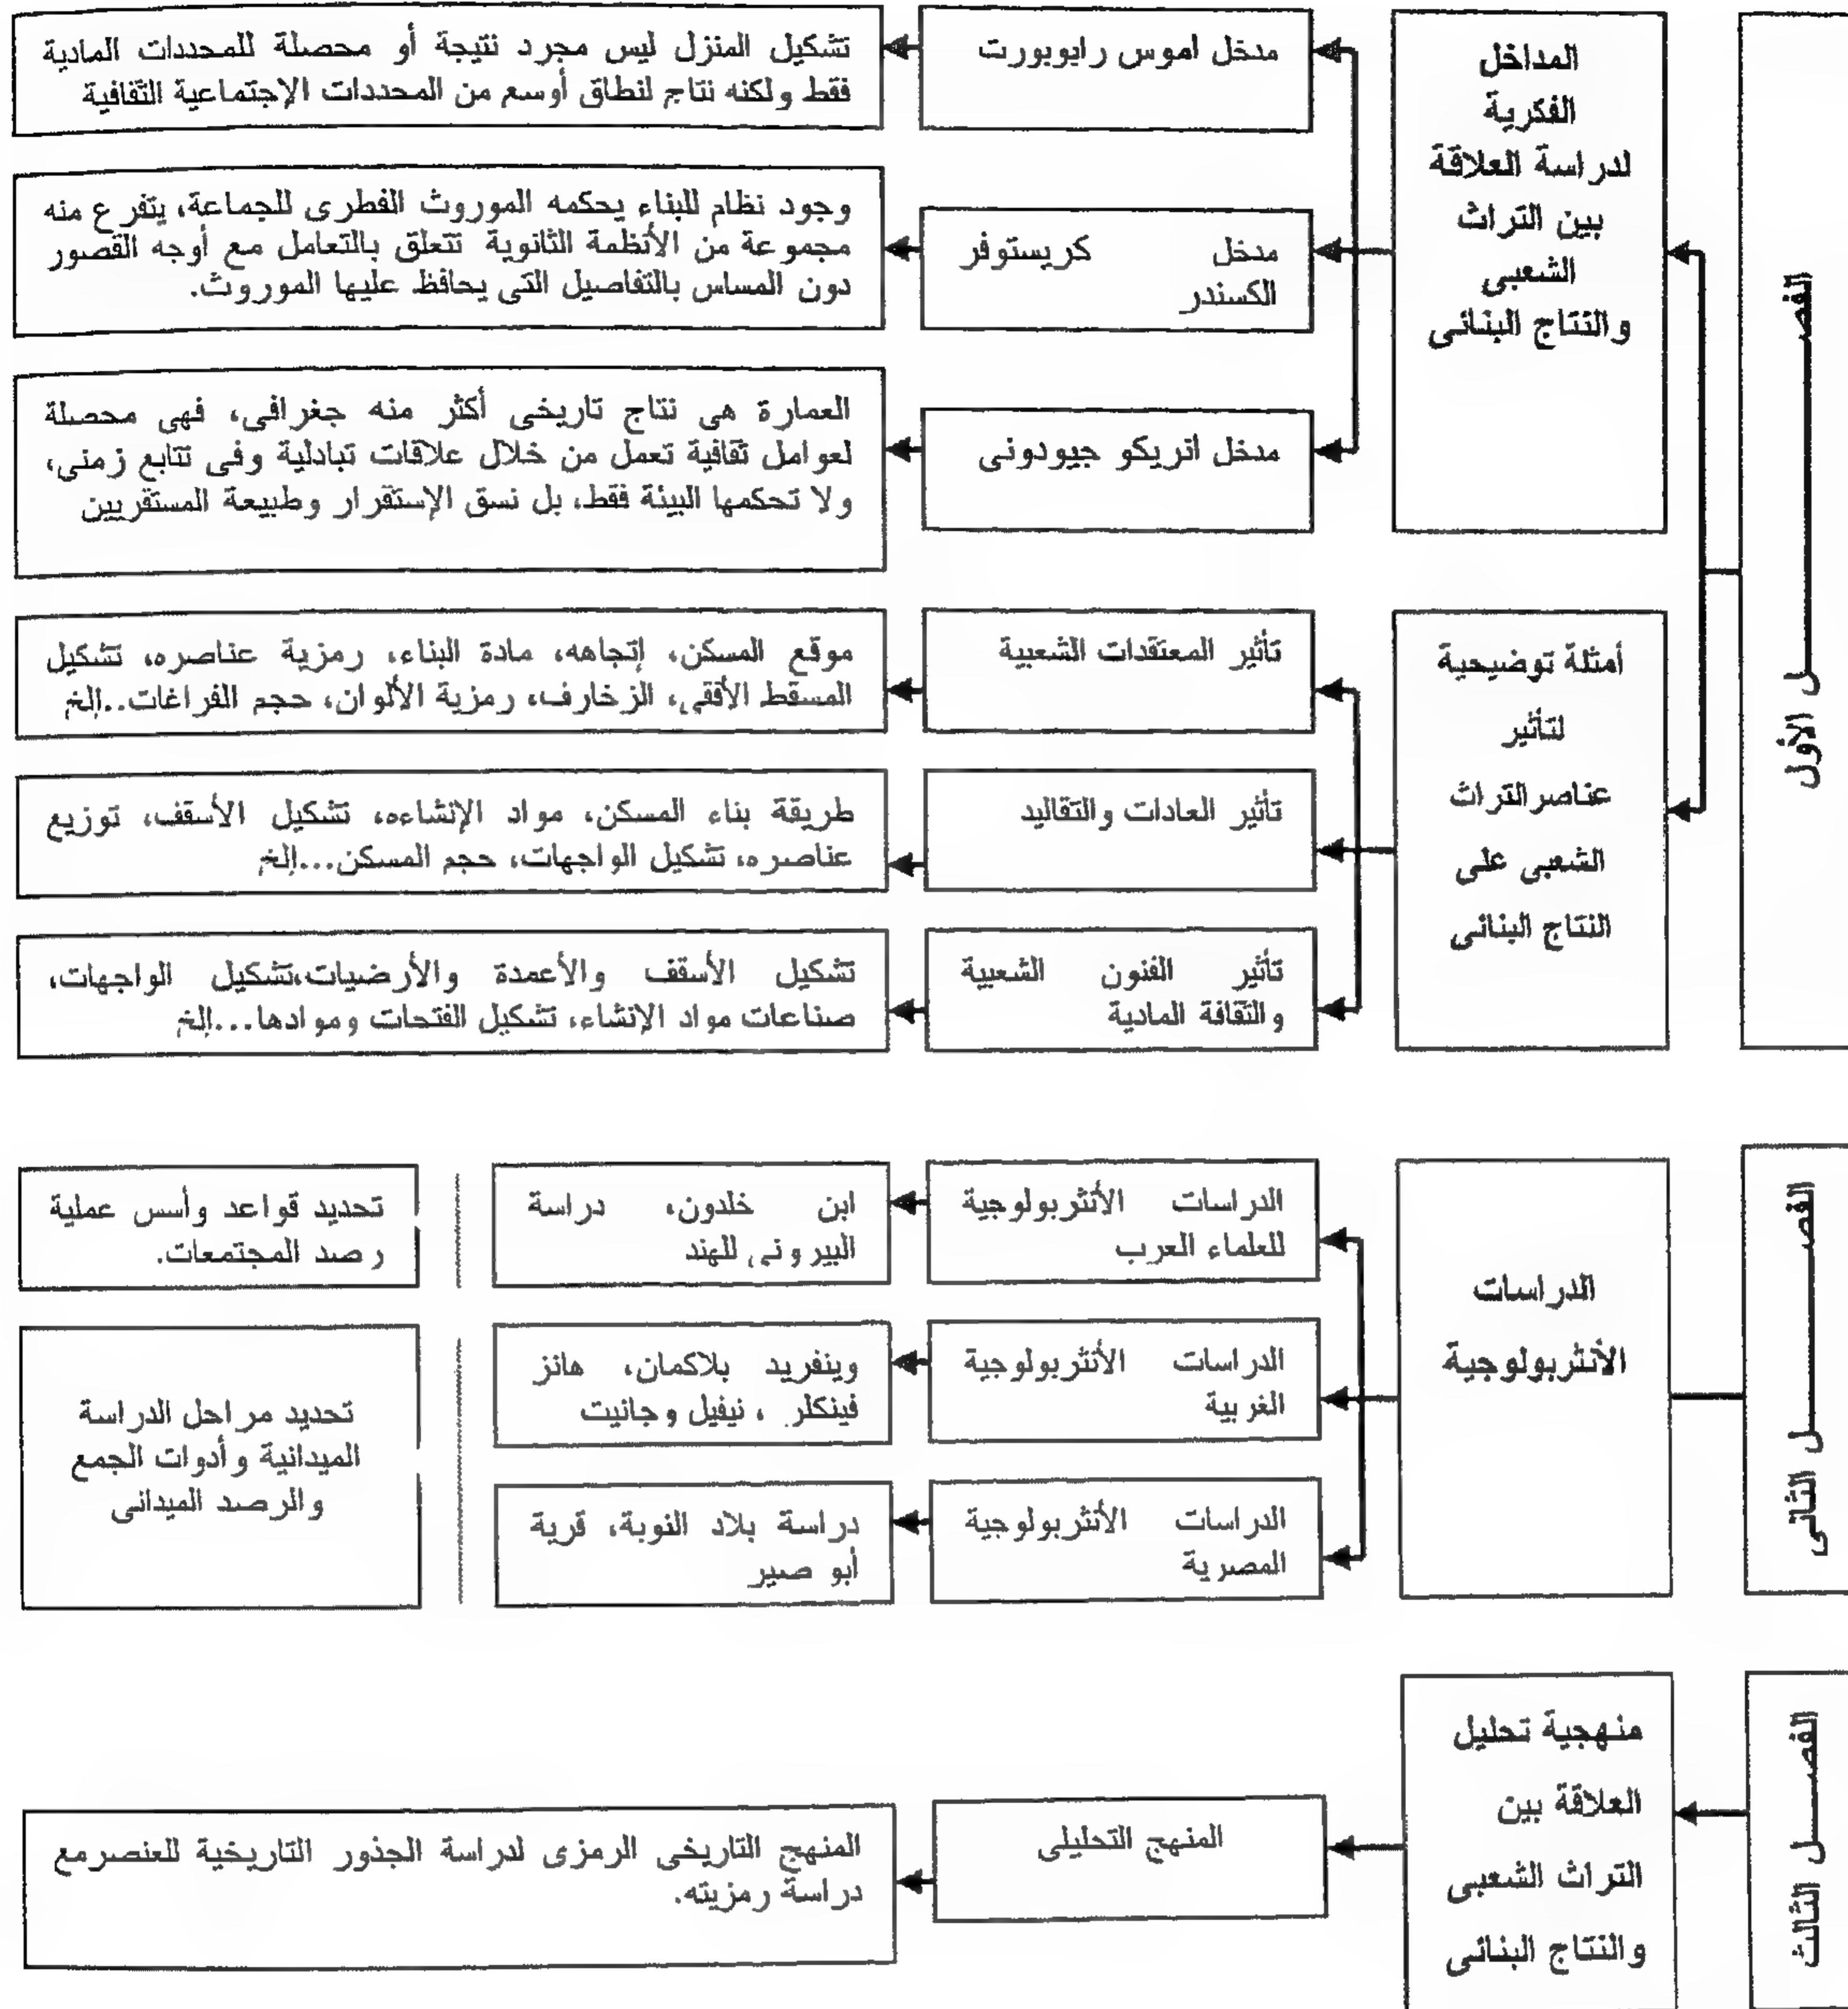 الفصل الأول
المداخل
الفكرية
لدراسة العلاقة
بين التراث
الشعبى
والنتاج البنائى
مدخل اموس رابوبورت
تشكيل المنزل ليس مجرد نتيجة أو محصلة للمحددات المادية
فقط ولكنه نتاج لنطاق أوسع من المحددات الإجتماعية الثقافية
مدخل كريستوفر
الكسندر
وجود نظام للبناء يحكمه الموروث الفطرى للجماعة، يتفرع منه
مجموعة من الأنظمة الثانوية تتعلق بالتعامل مع أوجه القصور
دون المساس بالتفاصيل التى يحافظ عليها الموروث.
مدخل انريكو جيودونى
العمارة هى نتاج تاريخى أكثر منه جغرافى، فهى محصلة
لعوامل ثقافية تعمل من خلال علاقات تبادلية وفى تتابع زمنى،
ولا تحكمها البيئة فقط، بل نسق الإستقرار وطبيعة المستقريين
أمثلة توضيحية
لتأثير
عناصرالتراث
الشعبى على
النتاج البنائى
تأثير المعتقدات الشعبية
موقع المسكن، إتجاهه، مادة البناء، رمزية عناصره، تشكيل
المسقط الأفقى، الزخارف، رمزية الألوان، حجم الفراغات..إلخ
تأثير العادات والتقاليد
طريقة بناء المسكن، مواد الإنشاءه، تشكيل الأسقف، توزيع
عناصره، تشكيل الواجهات، حجم المسكن...إلخ
تأثير الفنون الشعبية
والثقافة المادية
تشكيل الأسقف والأعمدة والأرضيات،تشكيل الواجهات،
صناعات مواد الإنشاء، تشكيل الفتحات وموادها...إلخ
الفصل الثانى
الدراسات
الأنثربولوجية
الدراسات الأنثربولوجية
للعلماء العرب
ابن خلدون، دراسة
البيرونى للهند
تحديد قواعد وأسس عملية
رصد المجتمعات.
الدراسات الأنثربولوجية
الغربية
وينفريد بلاكمان، هانز
فينكلر ، نيفيل وجانيت
الدراسات الأنثربولوجية
المصرية
دراسة بلاد النوبة، قرية
أبو صير
تحديد مراحل الدراسة
الميدانية وأدوات الجمع
والرصد الميدانى
الفصل الثالث
منهجية تحليل
العلاقة بين
التراث الشعبى
والنتاج البنائى
المنهج التحليلى
المنهج التاريخى الرمزى لدراسة الجذور التاريخية للعنصرمع
دراسة رمزيته.